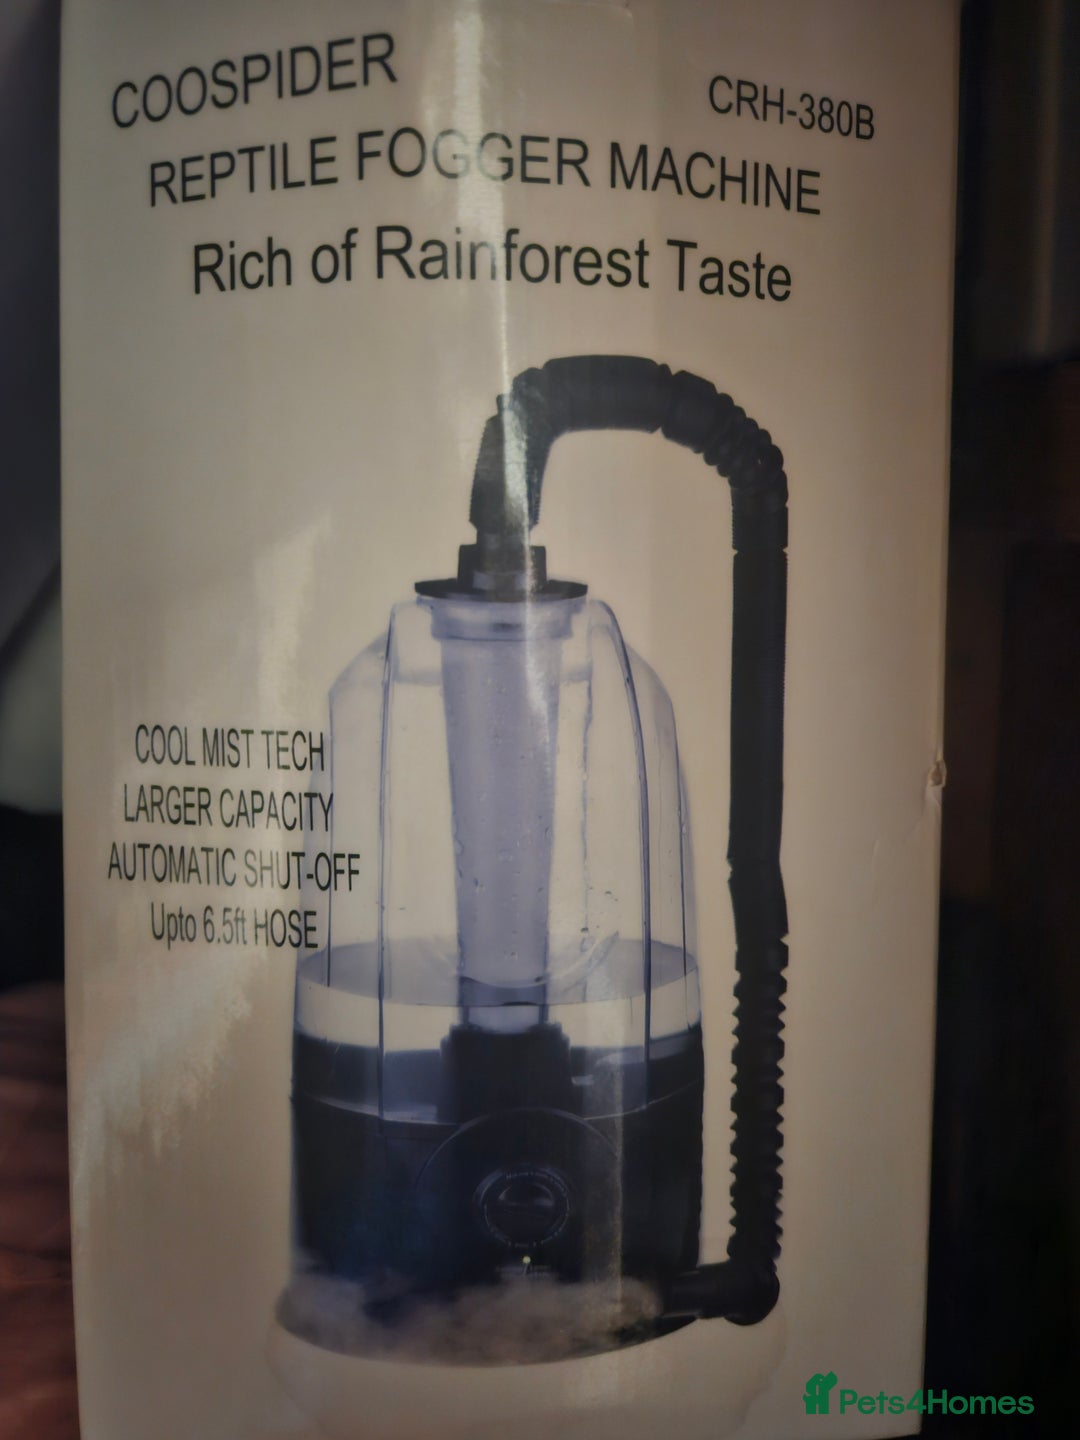 COOSPIDER
CRH-380B
REPTILE FOGGER MACHINE
Rich of Rainforest Taste
COOL MIST TECH
LARGER CAPACITY
AUTOMATIC SHUT-OFF
Upto 6.5ft HOSE
Pets4Homes